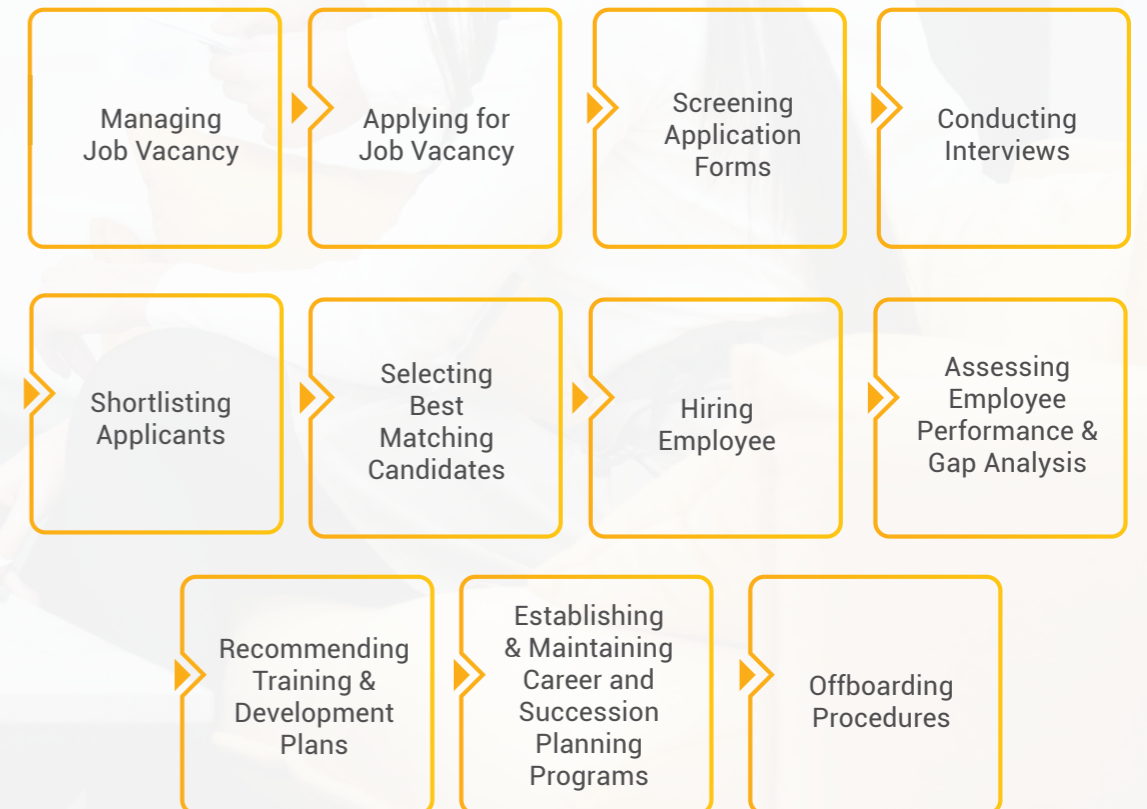 Managing
Job Vacancy
Applying for
Job Vacancy
Screening
Application
Forms
Conducting
Interviews
Shortlisting
Applicants
Selecting
Best
Matching
Candidates
Hiring
Employee
Assessing
Employee
Performance &
Gap Analysis
Recommending
Training &
Development
Plans
Establishing
& Maintaining
Career and
Succession
Planning
Programs
Offboarding
Procedures